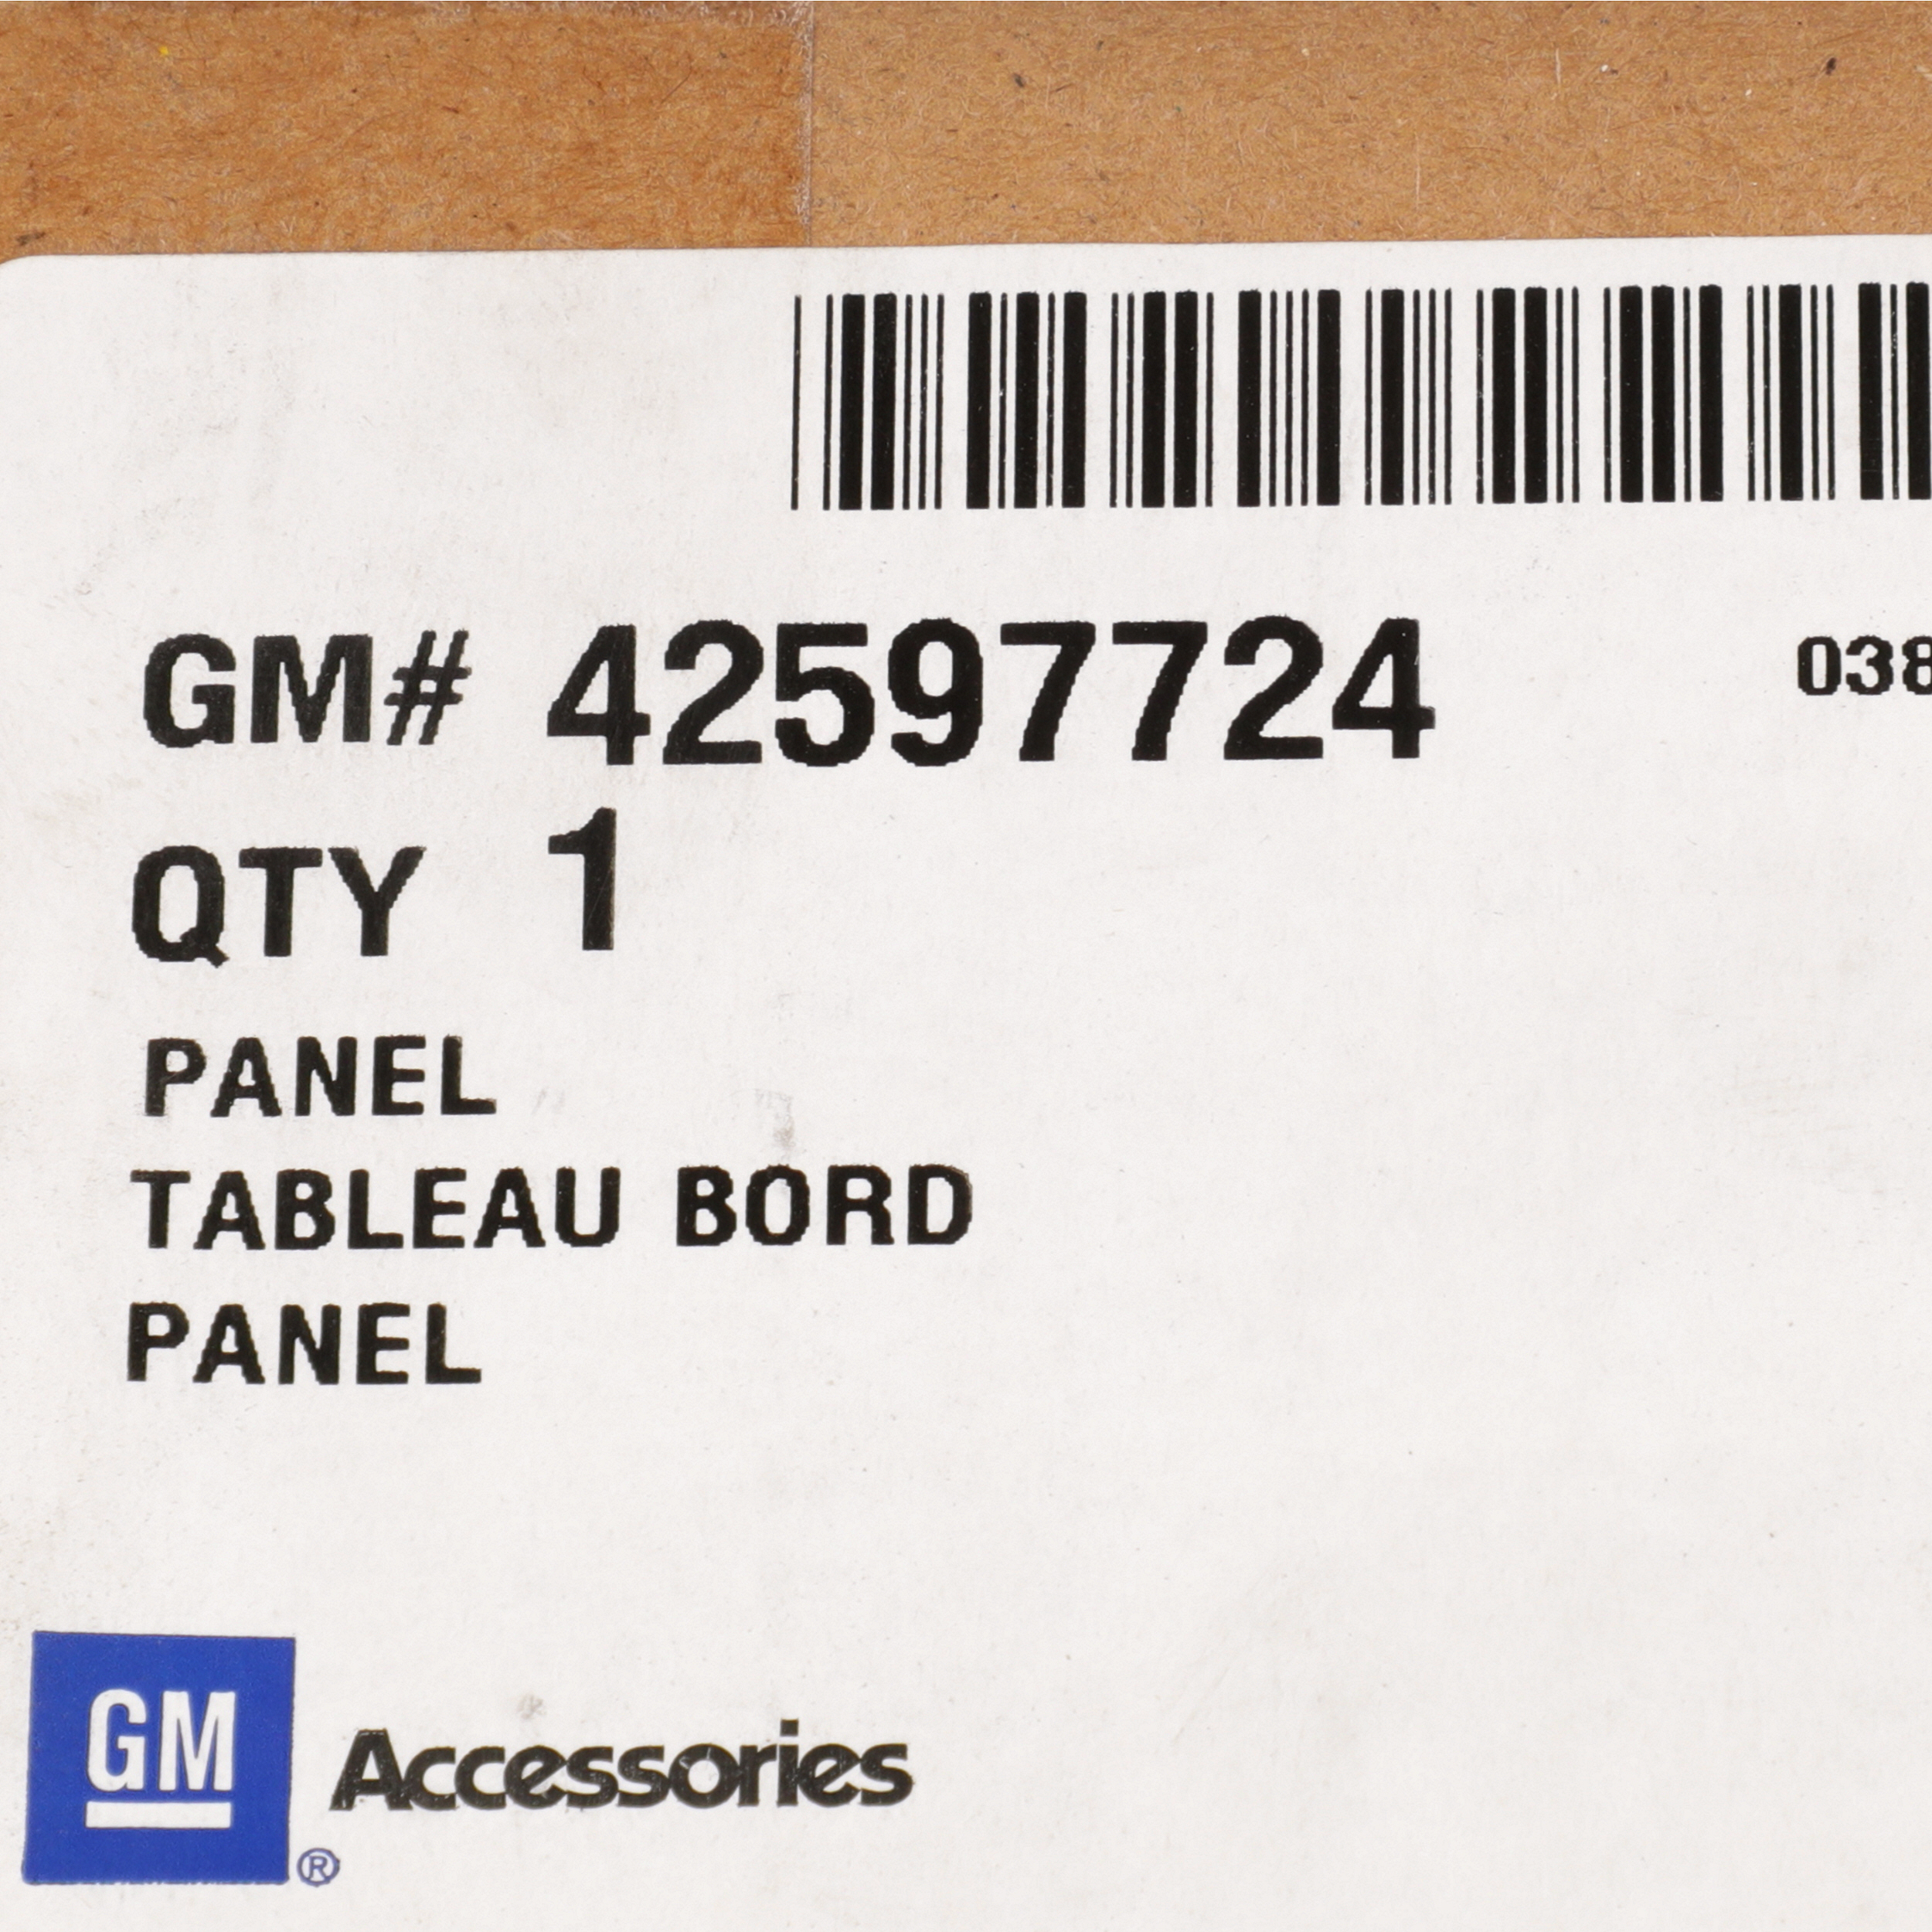 GM# 42597724 038
QTY 1
PANEL
TABLEAU BORD
PANEL
GM
® Accessories